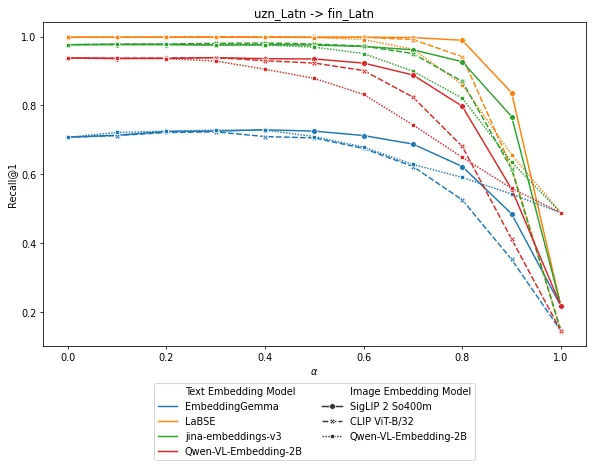 uzn_Latn -> fin_Latn
Recall@1
1.0
0.8
0.6
0.4
0.2
0.0 0.2 0.4 0.6 0.8 1.0
α
Text Embedding Model Image Embedding Model
EmbeddingGemma SigLIP 2 So400m
LaBSE CLIP ViT-B/32
jina-embeddings-v3 Qwen-VL-Embedding-2B
Qwen-VL-Embedding-2B